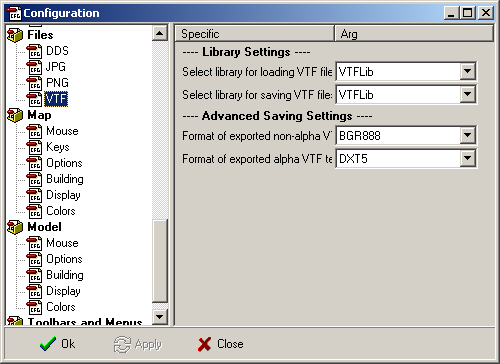 Configuration
Files
DDS
JPG
PNG
VTF
Map
Mouse
Keys
Options
Building
Display
Colors
Model
Mouse
Options
Building
Display
Colors
Toolbars and Menus
Specific Arg
---- Library Settings ----
Select library for loading VTF file VTFLib
Select library for saving VTF file: VTFLib
---- Advanced Saving Settings ----
Format of exported non-alpha V BGR888
Format of exported alpha VTF te DXT5
Ok Apply Close